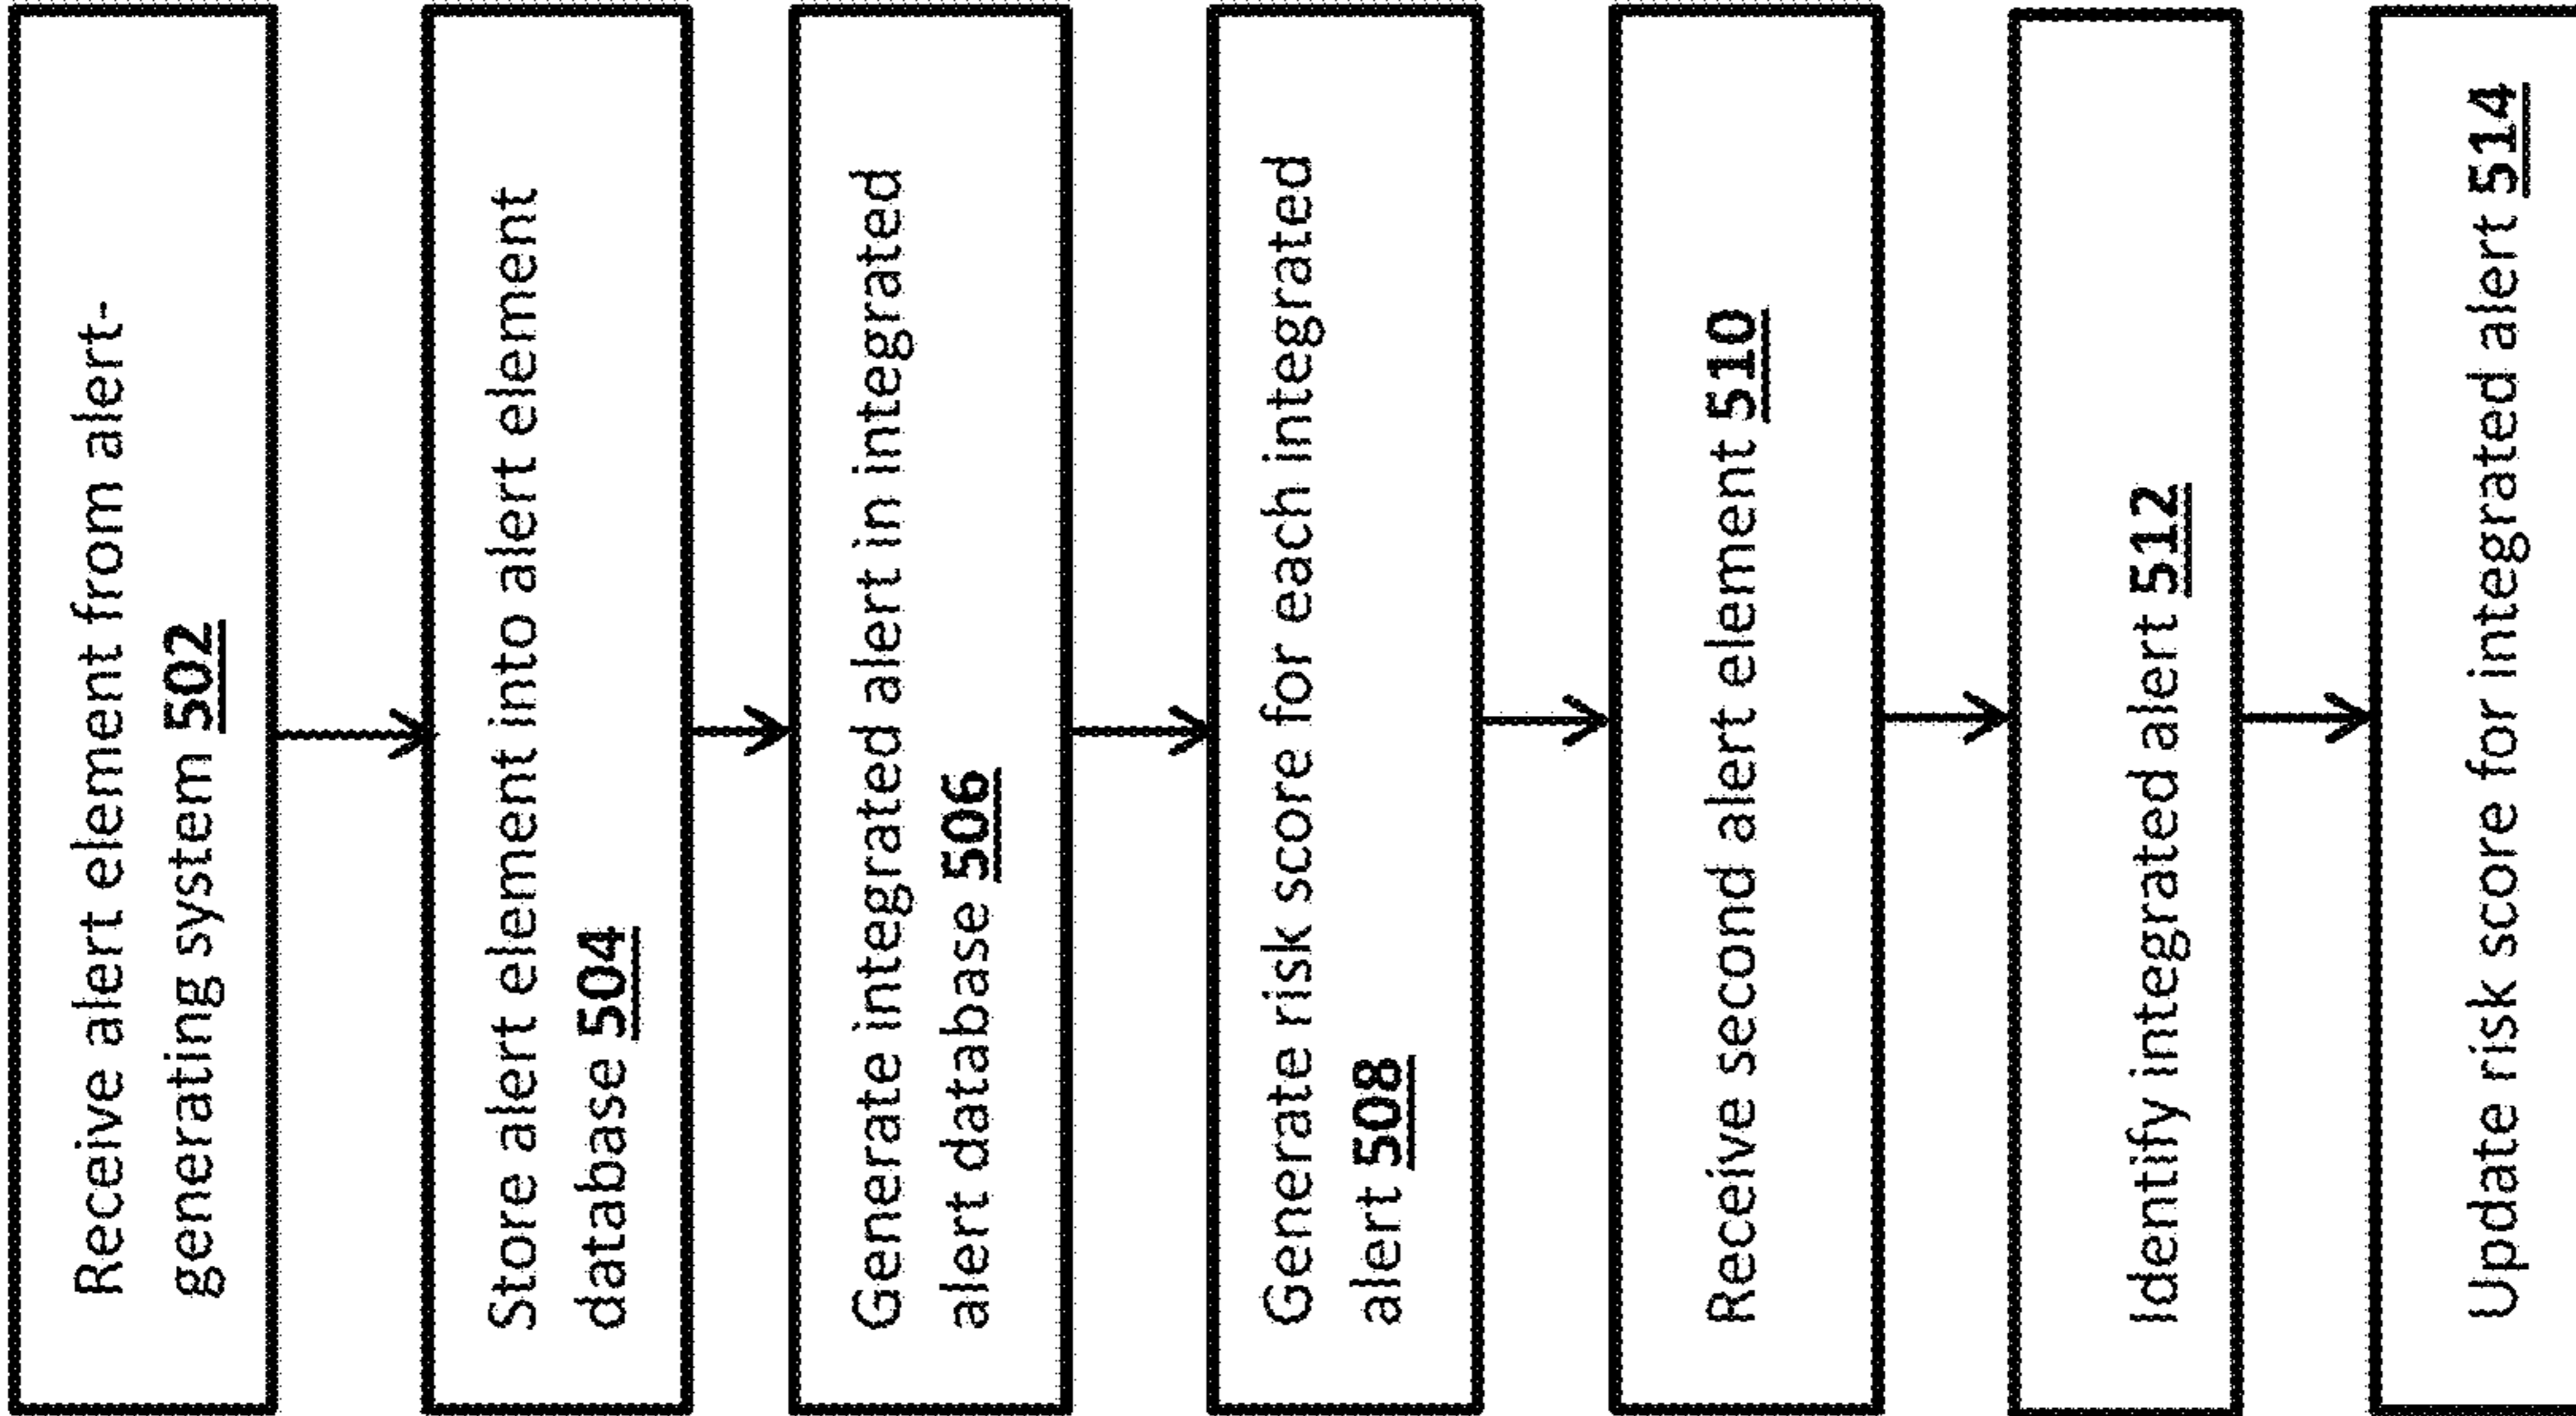 Receive alert element from alert-
generating system 502
Store alert element into alert element
database 504
Generate integrated alert in integrated
alert database 506
Generate risk score for each integrated
alert 508
Receive second alert element 510
Identify integrated alert 512
Update risk score for integrated alert 514